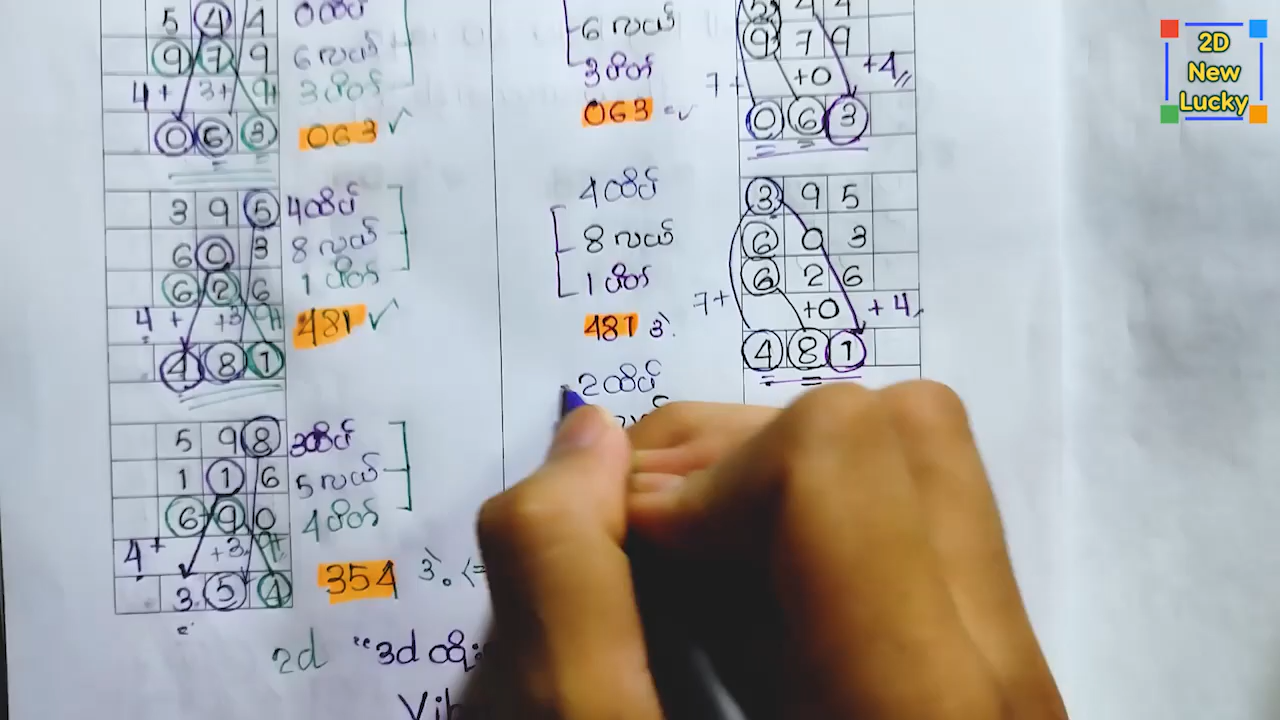 5 4 4
9 7 9
4+ 3+ 9+
0 6 3
0ထိပ်
6လယ်
3ပိတ်
063 ✓
3 9 5
6 0 3
6 2 6
4 + +3 9+
4 8 1
4ထိပ်
8လယ်
1ပိတ်
481 ✓
5 9 8
1 1 6
6 9 0
4+ +3 9+
3 5 4
3ထိပ်
5လယ်
4ပိတ်
354
2d "3d
6လယ်
3ပိတ်
063
4ထိပ်
8လယ်
1ပိတ်
481
2ထိပ်
9 7 9
7+ +0 +4
0 6 3
3 9 5
6 0 3
6 2 6
7+ +0 +4
4 8 1
2D
New
Lucky